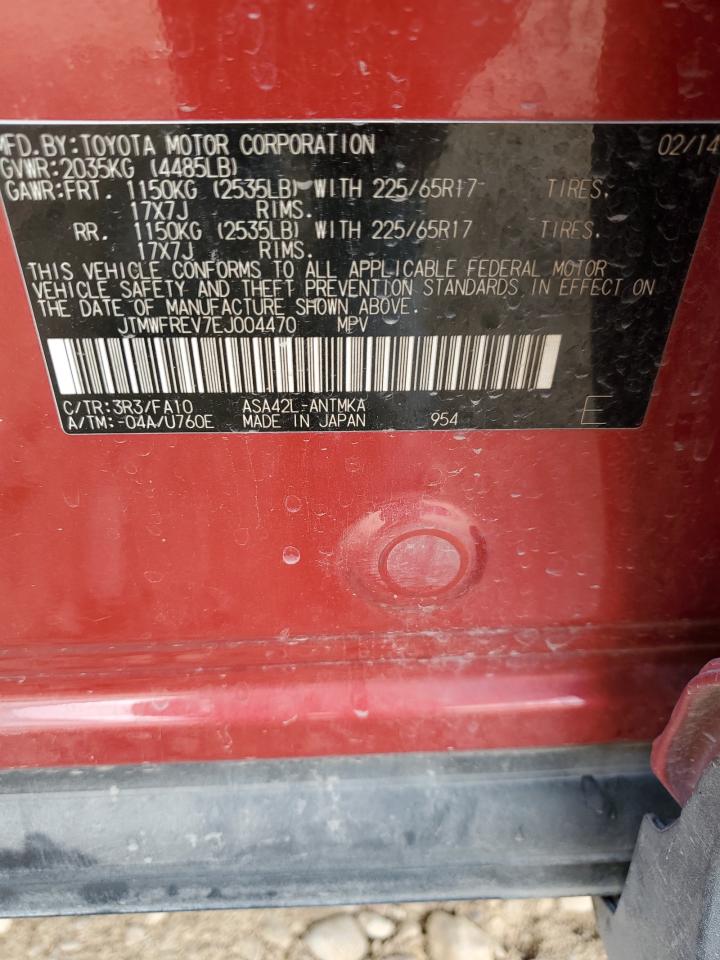 MFD.BY:TOYOTA MOTOR CORPORATION 02/14
GVWR:2035KG (4485LB)
GAWR:FRT. 1150KG (2535LB) WITH 225/65R17 TIRES.
17X7J RIMS.
RR. 1150KG (2535LB) WITH 225/65R17 TIRES.
17X7J RIMS.
THIS VEHICLE CONFORMS TO ALL APPLICABLE FEDERAL MOTOR
VEHICLE SAFETY AND THEFT PREVENTION STANDARDS IN EFFECT ON
THE DATE OF MANUFACTURE SHOWN ABOVE.
JTMWFREV7EJ004470 MPV
C/TR:3R3/FA10 ASA42L-ANTMKA
A/TM:-04A/U760E MADE IN JAPAN 954 E